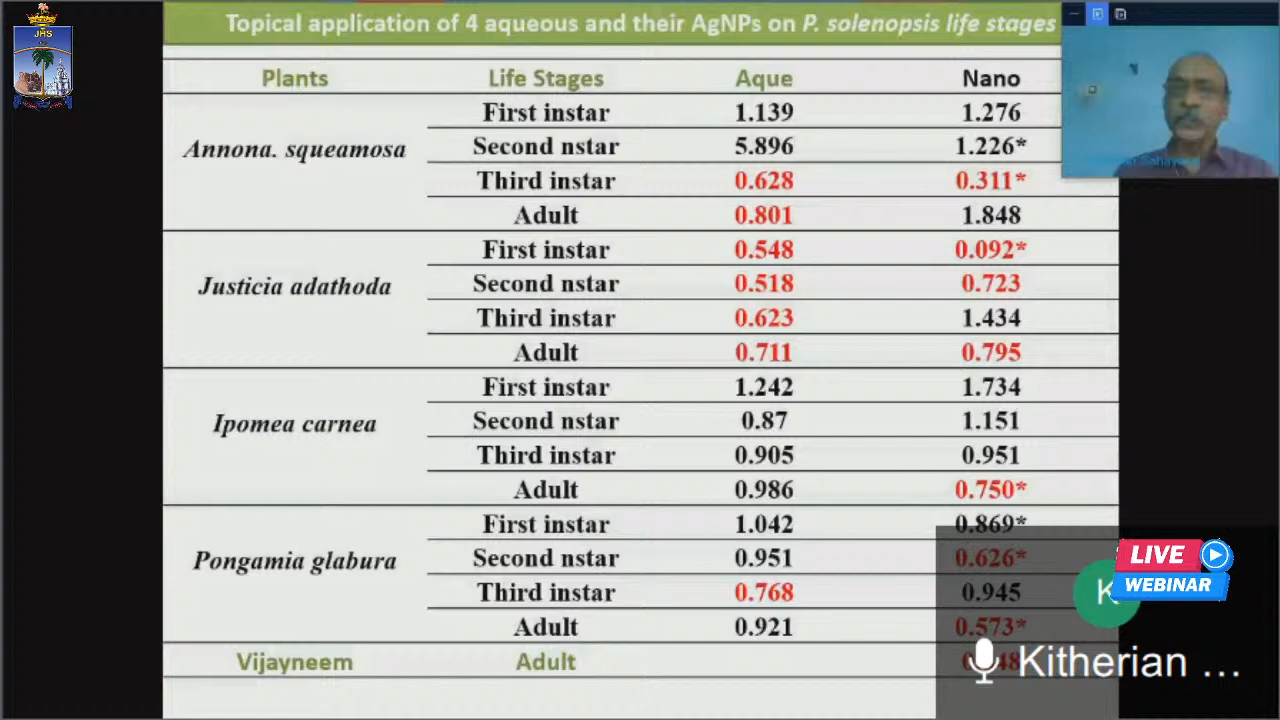 JHS
Topical application of 4 aqueous and their AgNPs on P. solenopsis life stages
Plants Life Stages Aque Nano
Annona. squeamosa
First instar 1.139 1.276
Second nstar 5.896 1.226*
Third instar 0.628 0.311*
Adult 0.801 1.848
Justicia adathoda
First instar 0.548 0.092*
Second nstar 0.518 0.723
Third instar 0.623 1.434
Adult 0.711 0.795
Ipomea carnea
First instar 1.242 1.734
Second nstar 0.87 1.151
Third instar 0.905 0.951
Adult 0.986 0.750*
Pongamia glabura
First instar 1.042 0.869*
Second nstar 0.951 0.626*
Third instar 0.768 0.945
Adult 0.921 0.573*
Vijayneem Adult
K
LIVE
WEBINAR
Kitherian ...